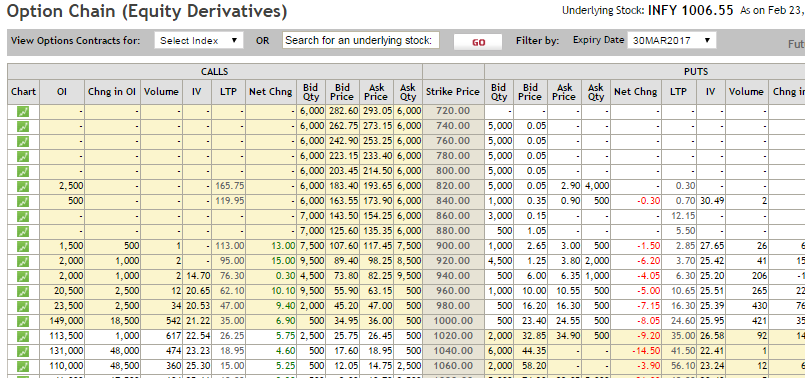 Option Chain (Equity Derivatives)
Underlying Stock: INFY 1006.55 As on Feb 23,
View Options Contracts for: Select Index OR Search for an underlying stock: GO Filter by: Expiry Date 30MAR2017
Fut
CALLS PUTS
Chart OI Chng in OI Volume IV LTP Net Chng Bid Qty Bid Price Ask Price Ask Qty Strike Price Bid Qty Bid Price Ask Price Ask Qty Net Chng LTP IV Volume Chng in
- - - - - - 6,000 282.60 293.05 6,000 720.00 - - - - - - - -
- - - - - - 6,000 262.75 273.15 6,000 740.00 5,000 0.05 - - - - - -
- - - - - - 6,000 242.90 253.25 6,000 760.00 5,000 0.05 - - - - - -
- - - - - - 6,000 223.15 233.40 6,000 780.00 5,000 0.05 - - - - - -
- - - - - - 6,000 203.45 214.50 6,000 800.00 5,000 0.05 - - - - - -
2,500 - - - 165.75 - 6,000 183.40 193.65 6,000 820.00 5,000 0.05 2.90 4,000 - 0.30 - -
500 - - - 119.95 - 6,000 163.55 173.90 6,000 840.00 1,000 0.35 0.90 500 -0.30 0.70 30.49 2
- - - - - - 7,000 143.50 154.25 6,000 860.00 3,000 0.15 - - - 12.15 - -
- - - - - - 7,000 125.60 135.35 6,000 880.00 500 1.05 - - - 5.50 - -
1,500 500 1 - 113.00 13.00 7,500 107.60 117.45 7,500 900.00 1,000 2.65 3.00 500 -1.50 2.85 27.65 26 6
2,000 1,000 2 - 95.00 15.00 9,500 89.40 98.25 8,500 920.00 4,500 1.25 3.80 2,000 -6.20 3.70 25.42 41 15
2,000 1,000 2 14.70 76.30 0.30 4,500 73.80 82.25 9,500 940.00 500 6.00 6.35 1,000 -4.05 6.30 25.20 206 -1
20,500 2,500 12 20.65 62.10 10.10 9,500 55.90 63.15 500 960.00 1,000 10.00 10.55 500 -5.00 10.65 25.51 265 22
23,500 2,500 34 20.53 47.00 9.40 2,000 45.20 47.00 500 980.00 500 16.20 16.30 500 -7.15 16.30 25.39 430 76
149,000 18,500 542 21.22 35.00 6.90 500 34.95 36.00 500 1000.00 500 23.40 24.55 500 -8.05 24.60 25.95 421 35
113,500 1,000 617 22.54 26.25 5.75 2,500 25.75 26.45 500 1020.00 2,000 32.85 34.90 500 -9.20 35.00 26.58 92 14
131,000 48,000 474 23.23 18.95 4.60 500 17.60 18.95 500 1040.00 6,000 44.35 - - -14.50 41.50 22.41 1
110,000 48,500 360 25.30 15.00 5.25 500 12.05 14.75 2,500 1060.00 2,000 58.20 - - -3.90 56.10 23.24 12 6